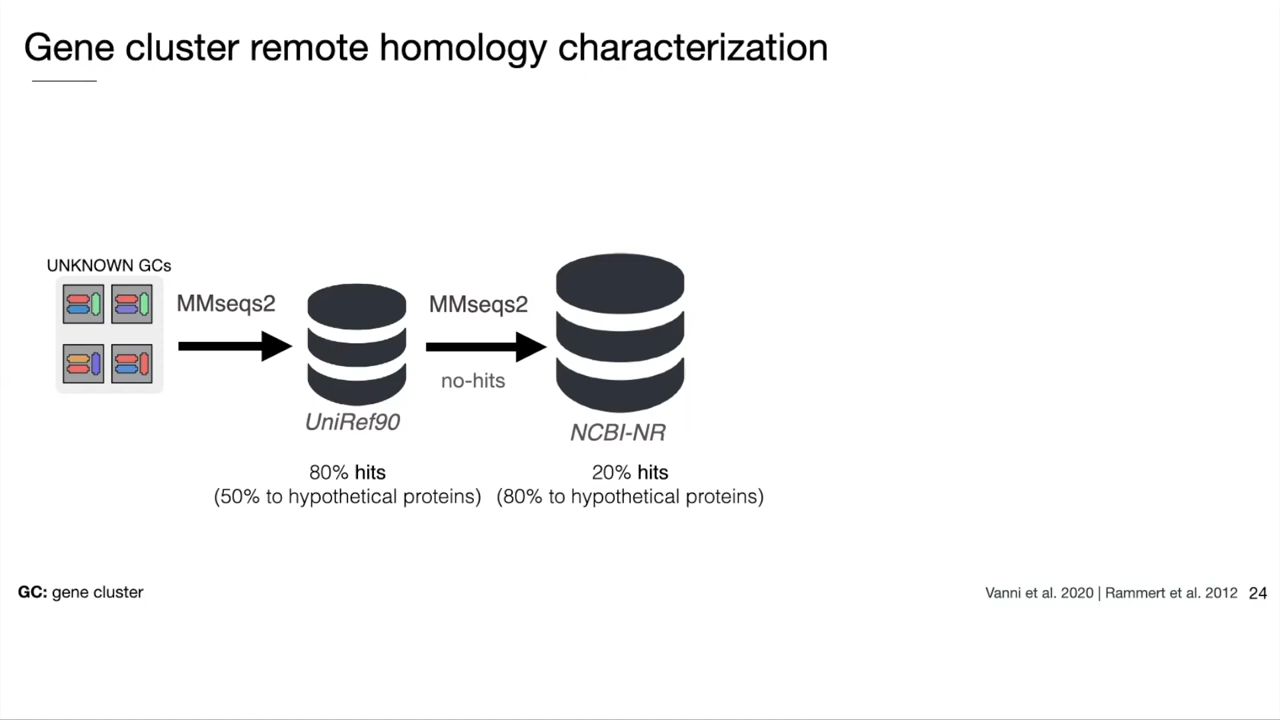 Gene cluster remote homology characterization
UNKNOWN GCs
MMseqs2
MMseqs2
no-hits
UniRef90
NCBI-NR
80% hits
(50% to hypothetical proteins)
20% hits
(80% to hypothetical proteins)
GC: gene cluster
Vanni et al. 2020 | Rammert et al. 2012 24